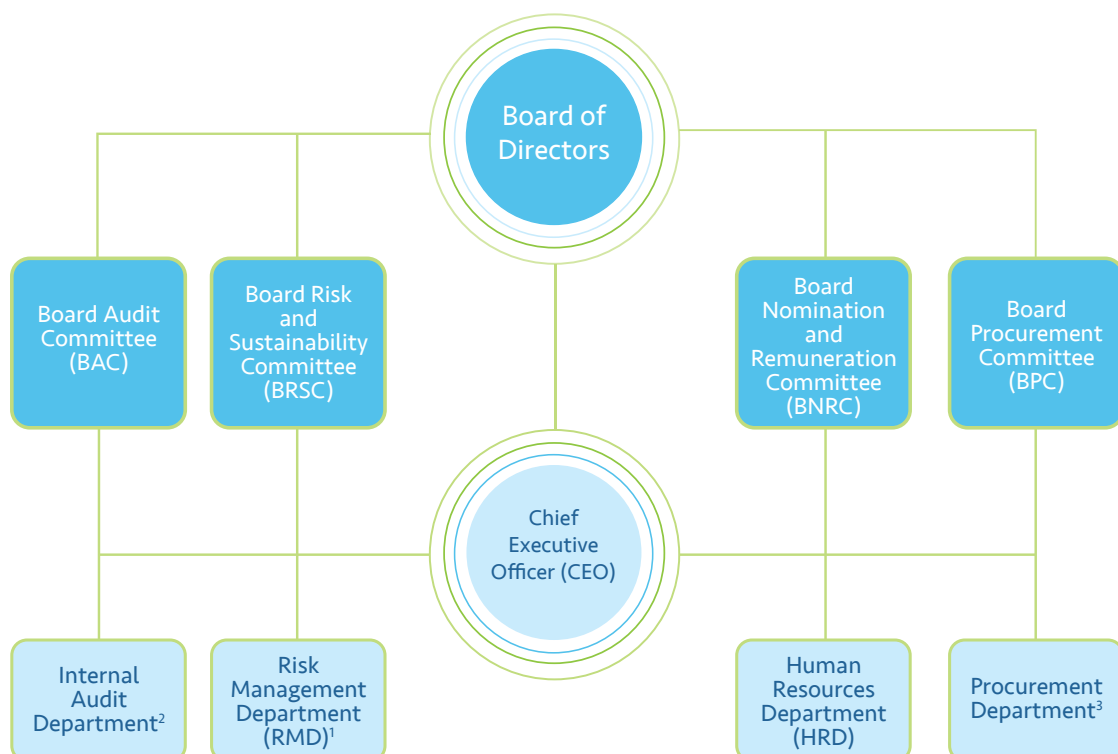 Board of
Directors
Board Audit
Committee
(BAC)
Board Risk
and
Sustainability
Committee
(BRSC)
Board
Nomination
and
Remuneration
Committee
(BNRC)
Board
Procurement
Committee
(BPC)
Chief
Executive
Officer (CEO)
Internal
Audit
Department²
Risk
Management
Department
(RMD)¹
Human
Resources
Department
(HRD)
Procurement
Department³